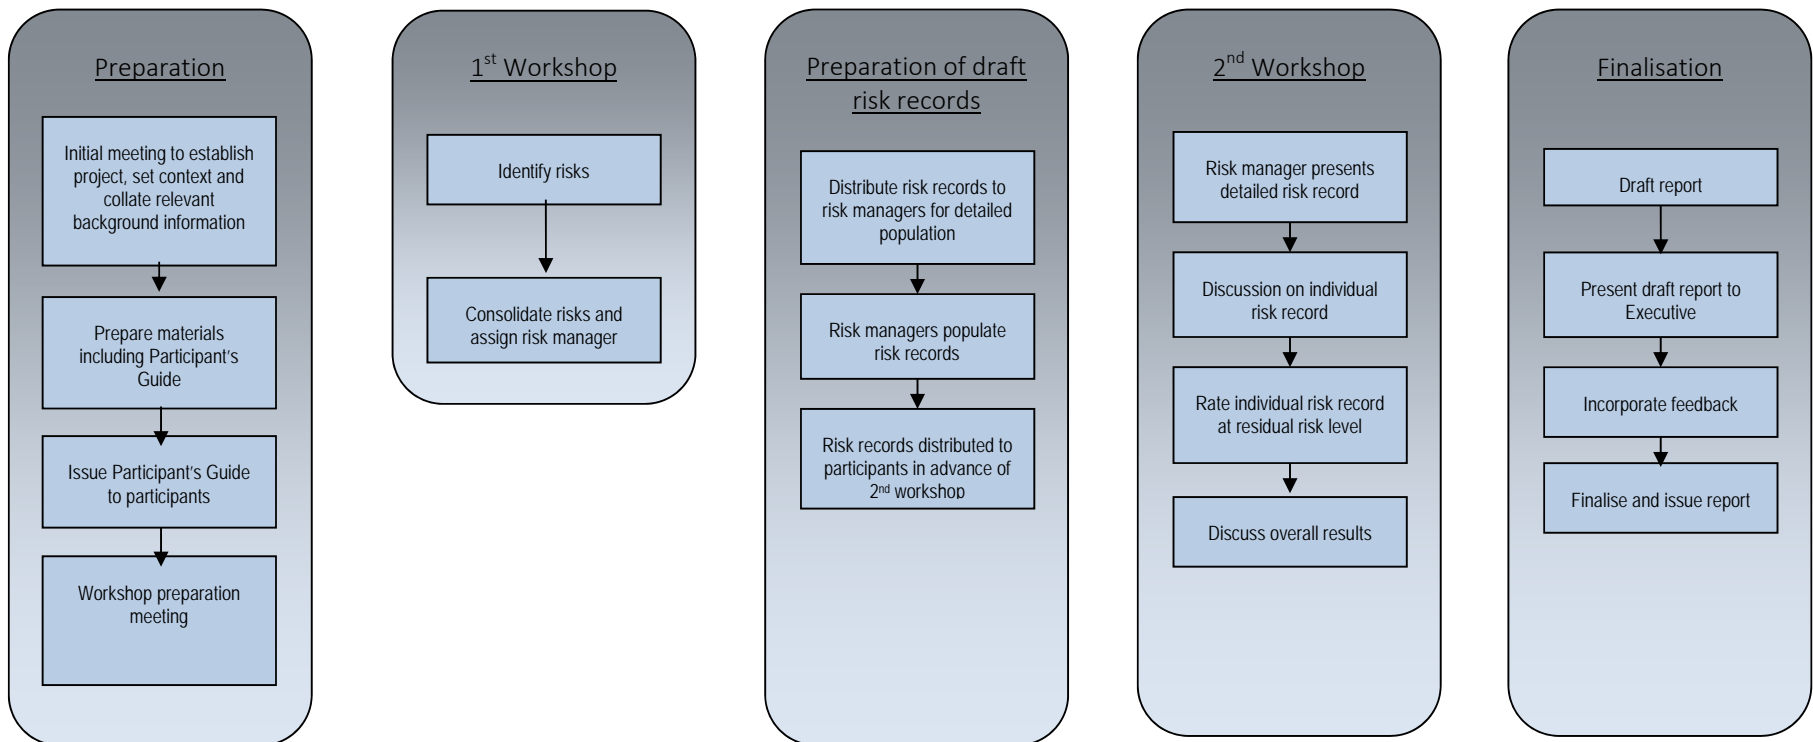 Preparation
Initial meeting to establish
project, set context and
collate relevant
background information
Prepare materials
including Participant's
Guide
Issue Participant's Guide
to participants
Workshop preparation
meeting
1st Workshop
Identify risks
Consolidate risks and
assign risk manager
Preparation of draft
risk records
Distribute risk records to
risk managers for detailed
population
Risk managers populate
risk records
Risk records distributed to
participants in advance of
2nd workshop
2nd Workshop
Risk manager presents
detailed risk record
Discussion on individual
risk record
Rate individual risk record
at residual risk level
Discuss overall results
Finalisation
Draft report
Present draft report to
Executive
Incorporate feedback
Finalise and issue report